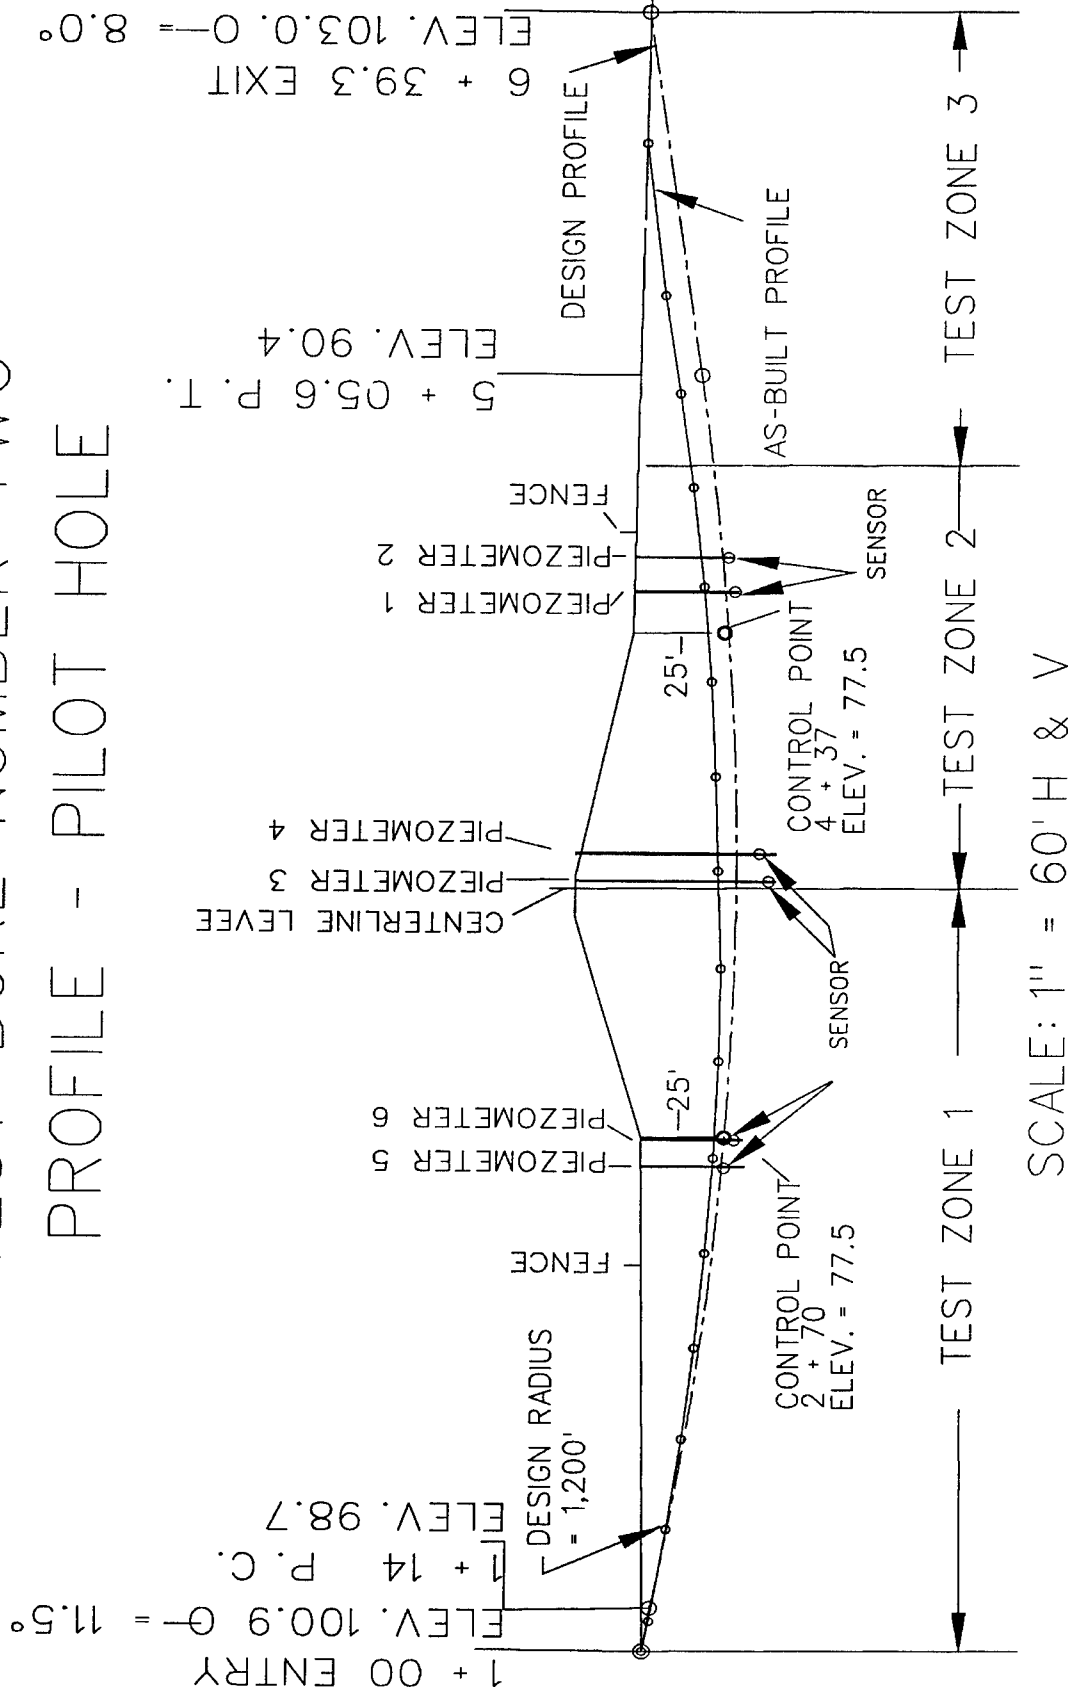 TEST BORE NUMBER TWO
PROFILE - PILOT HOLE
1 + 00 ENTRY
ELEV. 100.9 Θ = 11.5°
1 + 14 P. C.
ELEV. 98.7
DESIGN RADIUS
= 1,200'
FENCE
PIEZOMETER 5
PIEZOMETER 6
25'
CONTROL POINT
2 + 70
ELEV. = 77.5
SENSOR
CENTERLINE LEVEE
PIEZOMETER 3
PIEZOMETER 4
25'
CONTROL POINT
4 + 37
ELEV. = 77.5
PIEZOMETER 1
PIEZOMETER 2
SENSOR
FENCE
5 + 05.6 P. T.
ELEV. 90.4
AS-BUILT PROFILE
DESIGN PROFILE
6 + 39.3 EXIT
ELEV. 103.0. Θ = 8.0°
TEST ZONE 1
TEST ZONE 2
TEST ZONE 3
SCALE: 1" = 60' H & V